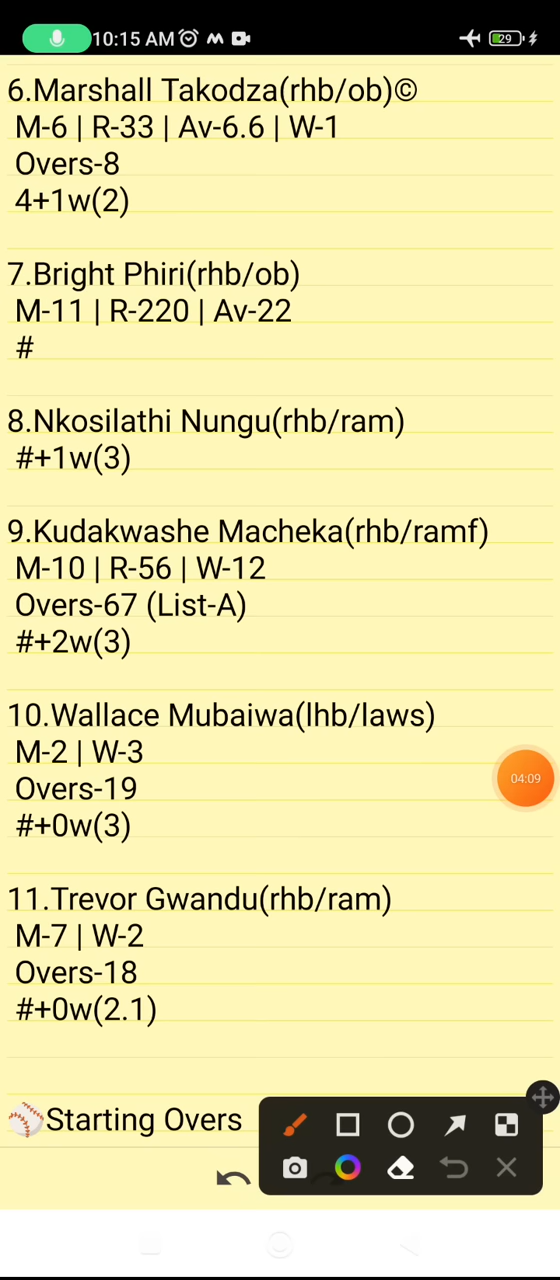 10:15 AM
29
6.Marshall Takodza(rhb/ob)©
M-6 | R-33 | Av-6.6 | W-1
Overs-8
4+1w(2)
7.Bright Phiri(rhb/ob)
M-11 | R-220 | Av-22
#
8.Nkosilathi Nungu(rhb/ram)
#+1w(3)
9.Kudakwashe Macheka(rhb/ramf)
M-10 | R-56 | W-12
Overs-67 (List-A)
#+2w(3)
10.Wallace Mubaiwa(lhb/laws)
M-2 | W-3
Overs-19
#+0w(3)
04:09
11.Trevor Gwandu(rhb/ram)
M-7 | W-2
Overs-18
#+0w(2.1)
⚾Starting Overs